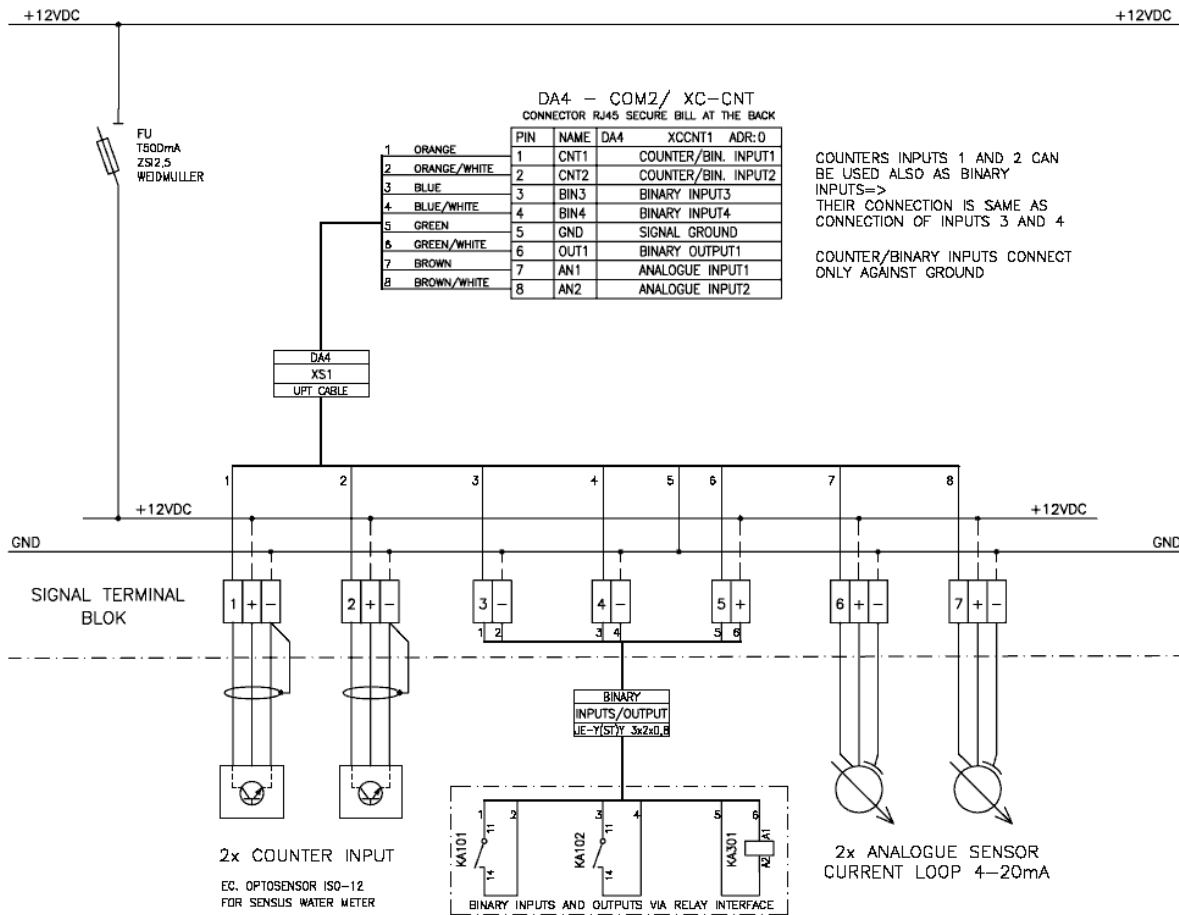 +12VDC +12VDC
FU
T500mA
ZSI2,5
WEIDMULLER
DA4 - COM2/ XC-CNT
CONNECTOR RJ45 SECURE BILL AT THE BACK
PIN NAME DA4 XCCNT1 ADR:0
1 ORANGE 1 CNT1 COUNTER/BIN. INPUT1
2 ORANGE/WHITE 2 CNT2 COUNTER/BIN. INPUT2
3 BLUE 3 BIN3 BINARY INPUT3
4 BLUE/WHITE 4 BIN4 BINARY INPUT4
5 GREEN 5 GND SIGNAL GROUND
6 GREEN/WHITE 6 OUT1 BINARY OUTPUT1
7 BROWN 7 AN1 ANALOGUE INPUT1
8 BROWN/WHITE 8 AN2 ANALOGUE INPUT2
COUNTERS INPUTS 1 AND 2 CAN
BE USED ALSO AS BINARY
INPUTS=>
THEIR CONNECTION IS SAME AS
CONNECTION OF INPUTS 3 AND 4
COUNTER/BINARY INPUTS CONNECT
ONLY AGAINST GROUND
DA4
XS1
UPT CABLE
1 2 3 4 5 6 7 8
+12VDC +12VDC
GND GND
SIGNAL TERMINAL
BLOK
1 + - 2 + - 3 - 4 - 5 + 6 + - 7 + -
1 2 3 4 5 6
BINARY
INPUTS/OUTPUT
JE-Y(ST)Y 3x2x0,8
1 2 3 4 5 6
KA101 11 14
KA102 11 14
KA301 A1 A2
BINARY INPUTS AND OUTPUTS VIA RELAY INTERFACE
2x COUNTER INPUT
EC. OPTOSENSOR ISO-12
FOR SENSUS WATER METER
2x ANALOGUE SENSOR
CURRENT LOOP 4-20mA